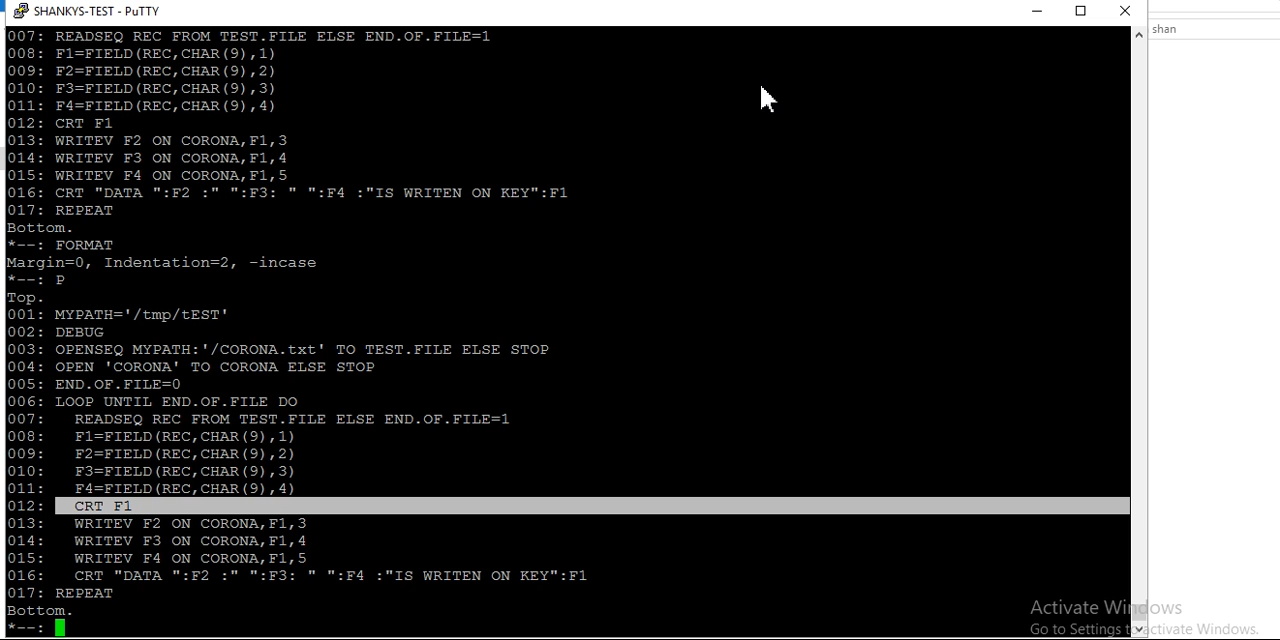 SHANKYS-TEST - PuTTY
shan
007: READSEQ REC FROM TEST.FILE ELSE END.OF.FILE=1
008: F1=FIELD(REC,CHAR(9),1)
009: F2=FIELD(REC,CHAR(9),2)
010: F3=FIELD(REC,CHAR(9),3)
011: F4=FIELD(REC,CHAR(9),4)
012: CRT F1
013: WRITEV F2 ON CORONA,F1,3
014: WRITEV F3 ON CORONA,F1,4
015: WRITEV F4 ON CORONA,F1,5
016: CRT "DATA ":F2 :" ":F3: " ":F4 :"IS WRITEN ON KEY":F1
017: REPEAT
Bottom.
*--: FORMAT
Margin=0, Indentation=2, -incase
*--: P
Top.
001: MYPATH='/tmp/tEST'
002: DEBUG
003: OPENSEQ MYPATH:'/CORONA.txt' TO TEST.FILE ELSE STOP
004: OPEN 'CORONA' TO CORONA ELSE STOP
005: END.OF.FILE=0
006: LOOP UNTIL END.OF.FILE DO
007:   READSEQ REC FROM TEST.FILE ELSE END.OF.FILE=1
008:   F1=FIELD(REC,CHAR(9),1)
009:   F2=FIELD(REC,CHAR(9),2)
010:   F3=FIELD(REC,CHAR(9),3)
011:   F4=FIELD(REC,CHAR(9),4)
012:   CRT F1
013:   WRITEV F2 ON CORONA,F1,3
014:   WRITEV F3 ON CORONA,F1,4
015:   WRITEV F4 ON CORONA,F1,5
016:   CRT "DATA ":F2 :" ":F3: " ":F4 :"IS WRITEN ON KEY":F1
017: REPEAT
Bottom.
*--:
Activate Windows
Go to Settings to activate Windows.